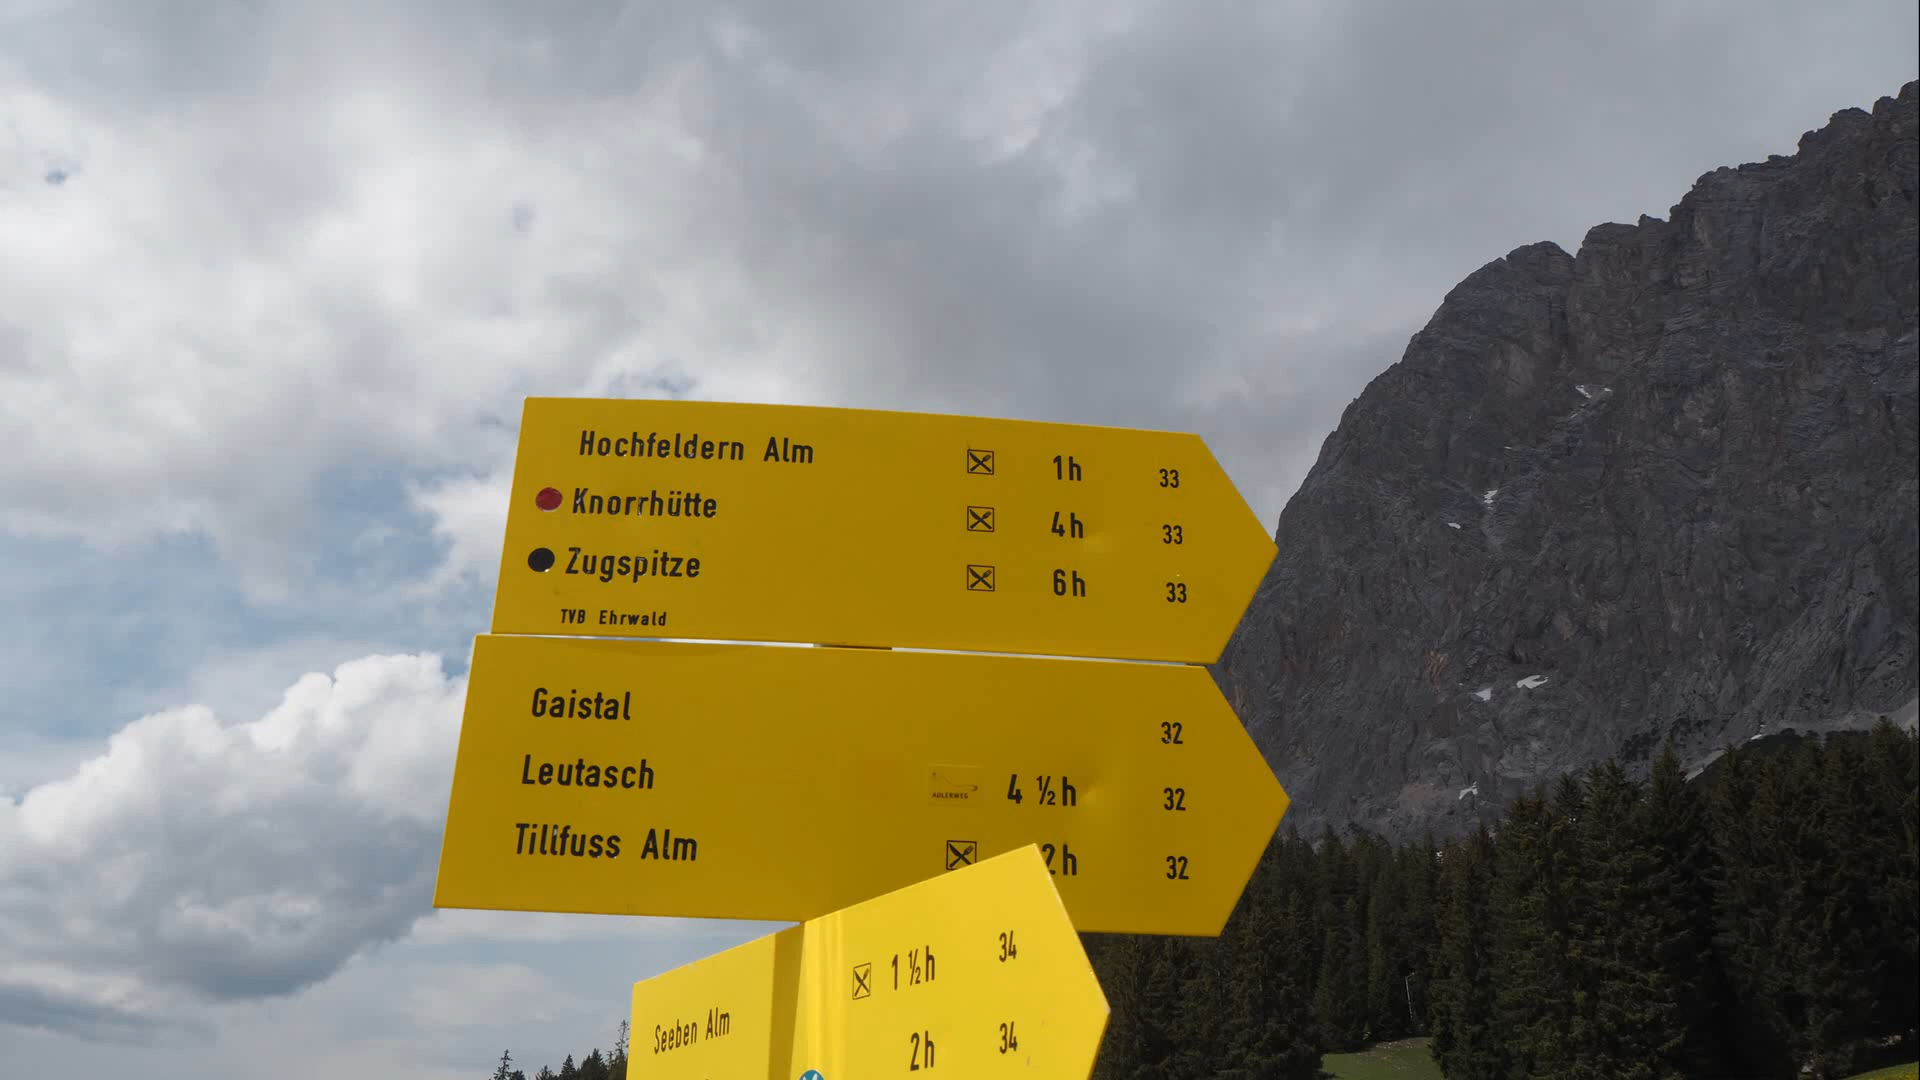 Hochfeldern Alm 1h 33
Knorrhütte 4h 33
Zugspitze 6h 33
TVB Ehrwald
Gaistal 32
Leutasch ADLERWEG 4 ½h 32
Tillfuss Alm 2h 32
Seeben Alm 1 ½h 34
2h 34